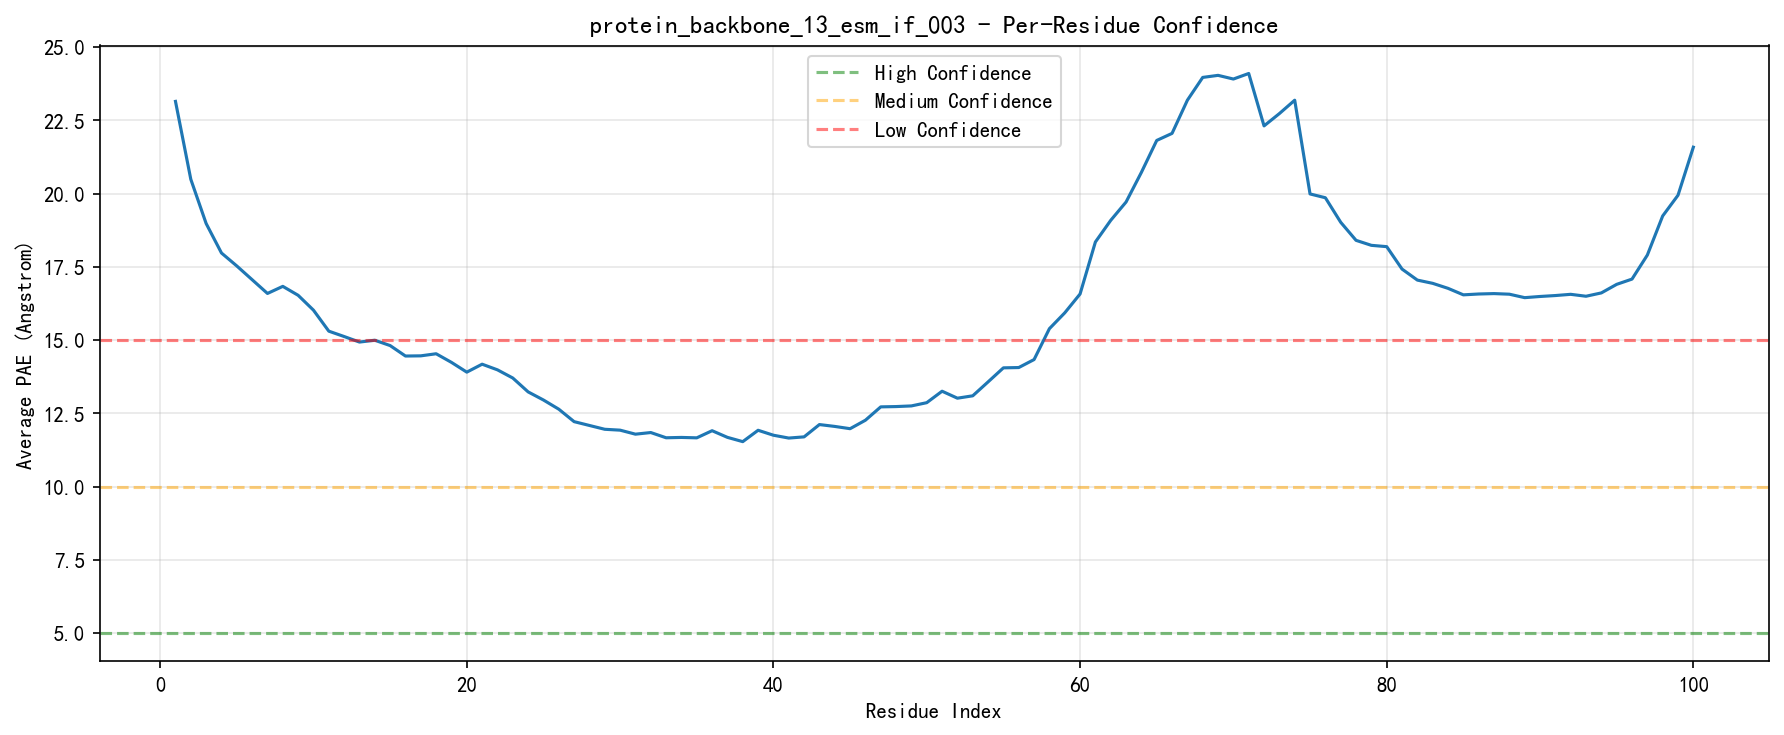 protein_backbone_13_esm_if_003 - Per-Residue Confidence
High Confidence
Medium Confidence
Low Confidence
Average PAE (Angstrom)
25.0
22.5
20.0
17.5
15.0
12.5
10.0
7.5
5.0
0 20 40 60 80 100
Residue Index